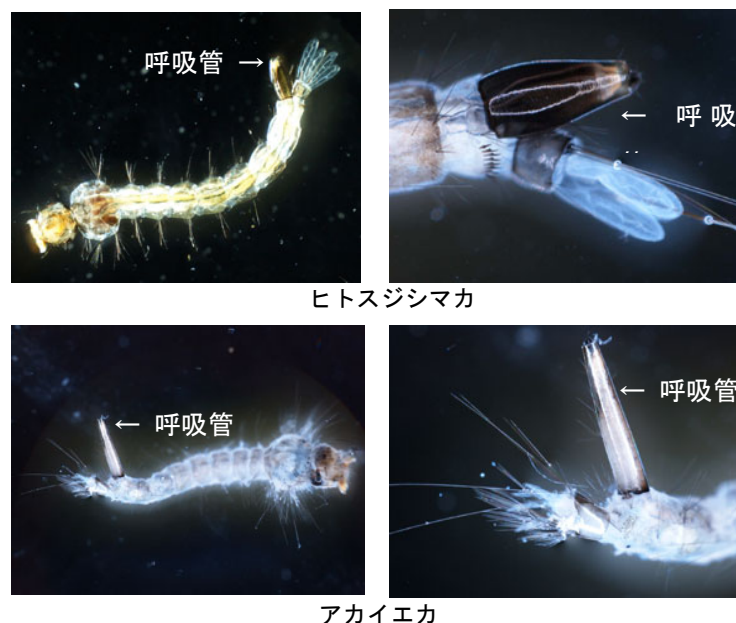 呼吸管 →
← 呼 吸
ヒトスジシマカ
← 呼吸管
← 呼吸管
アカイエカ